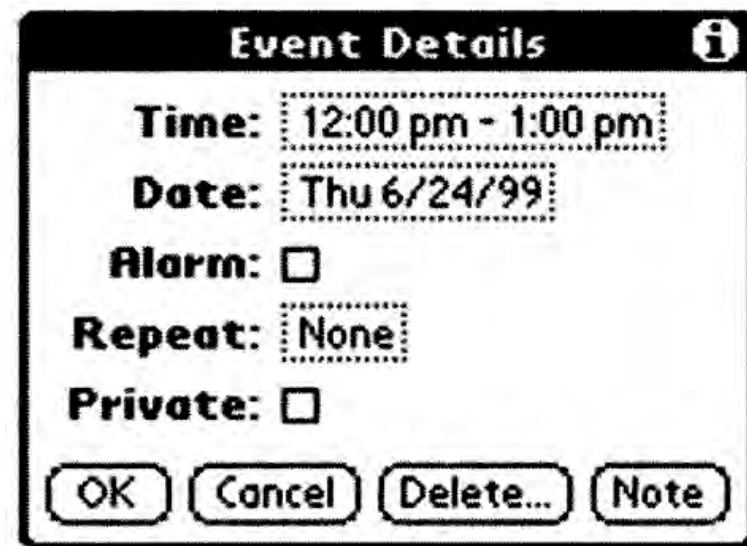 Event Details i
Time: 12:00 pm - 1:00 pm
Date: Thu 6/24/99
Alarm:
Repeat: None
Private:
OK Cancel Delete... Note